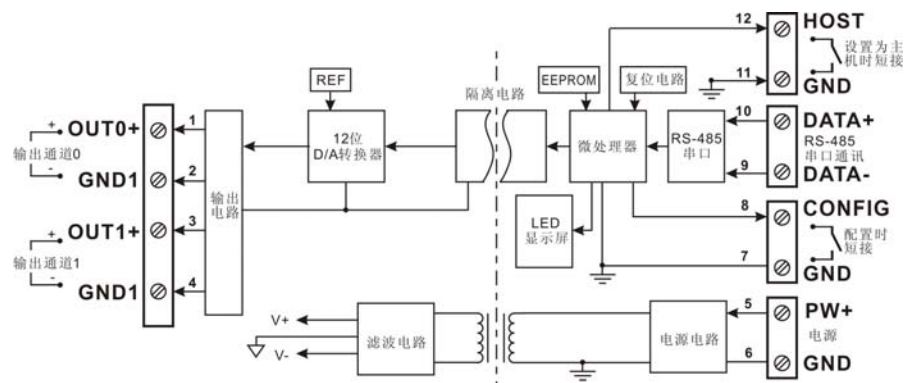 12
HOST
设置为主
机时短接
11
GND
REF
EEPROM
复位电路
隔离电路
+
OUT0+
1
输出通道0
-
GND1
2
12位
D/A转换器
微处理器
RS-485
串口
10
DATA+
RS-485
串口通讯
9
DATA-
输出
电路
+
OUT1+
3
输出通道1
-
GND1
4
LED
显示屏
8
CONFIG
配置时
短接
7
GND
V+
V-
滤波电路
电源电路
5
PW+
电源
6
GND